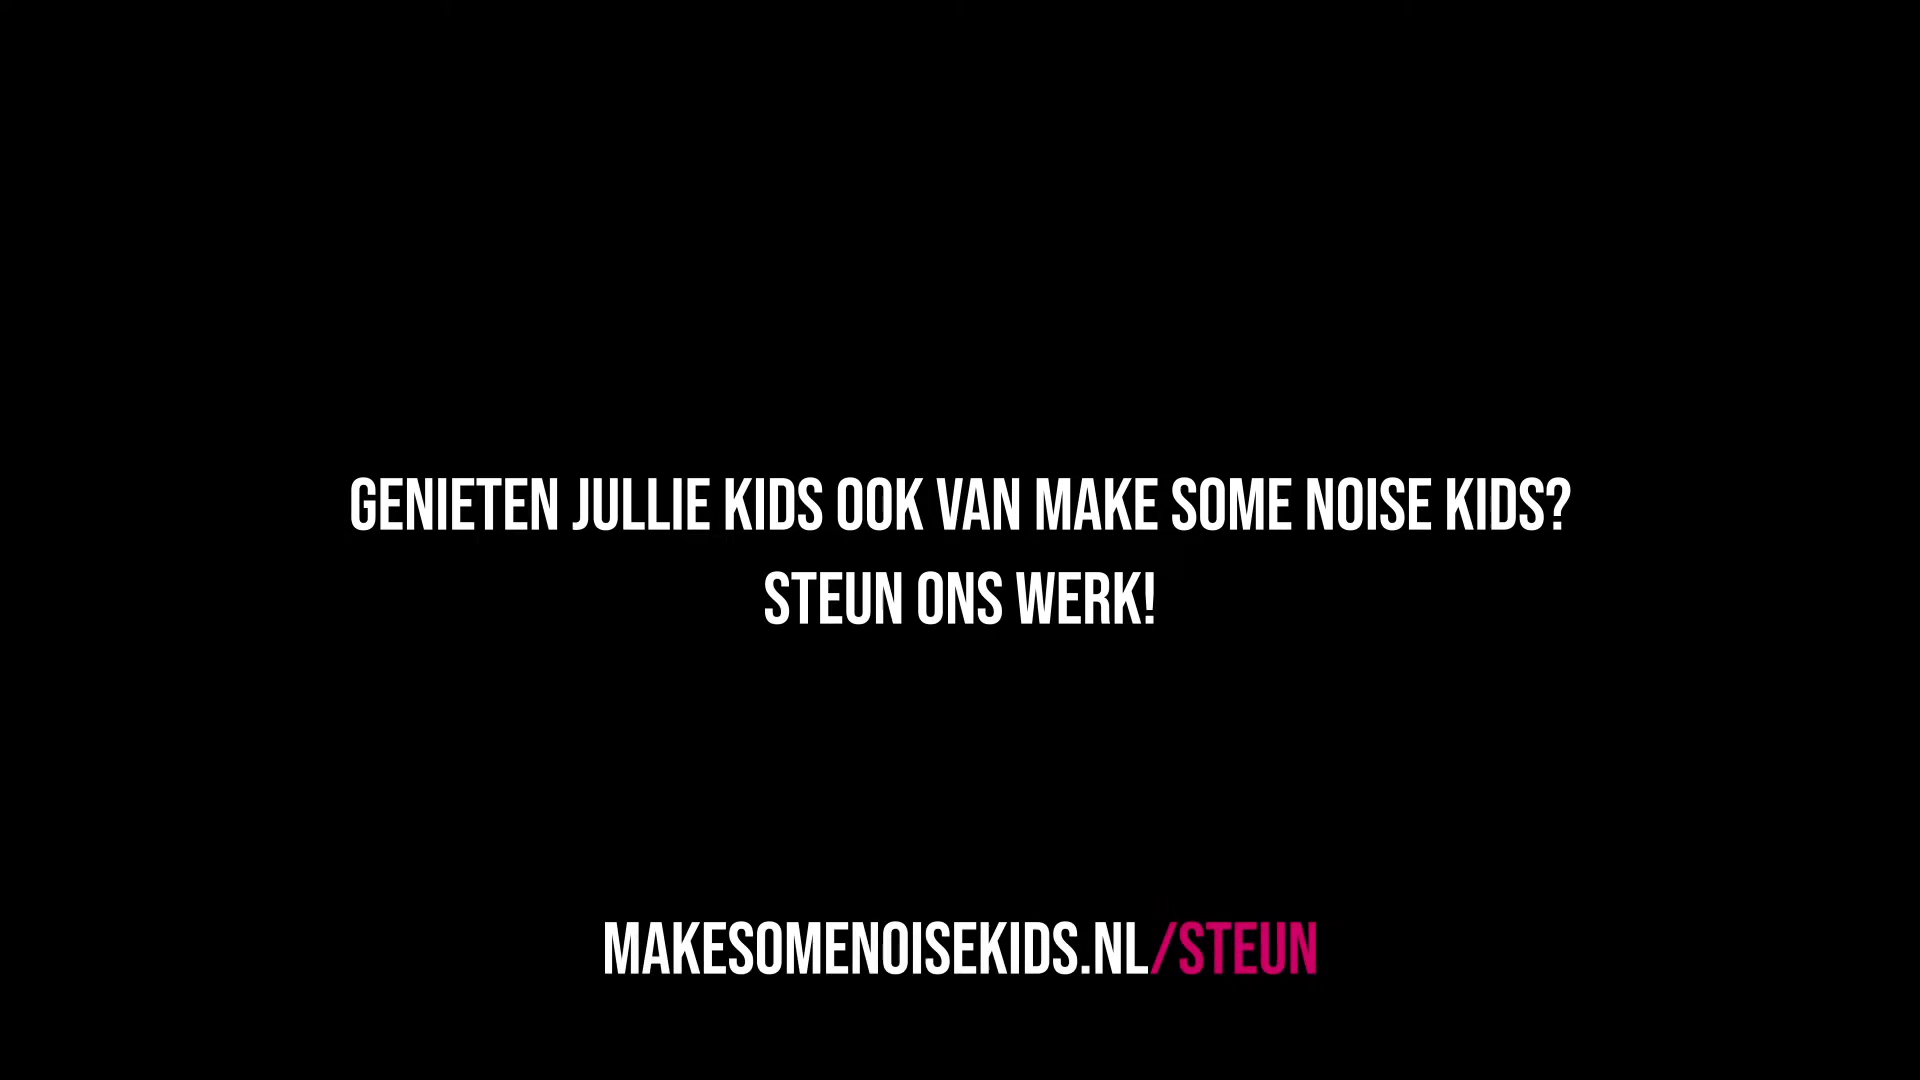 GENIETEN JULLIE KIDS OOK VAN MAKE SOME NOISE KIDS?
STEUN ONS WERK!
MAKESOMENOISEKIDS.NL/STEUN